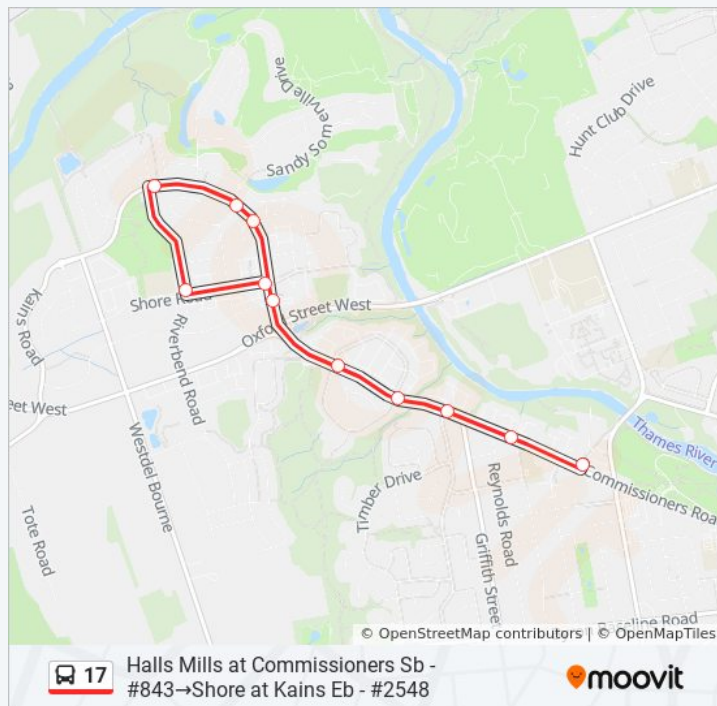 Sandy Somerville Drive
Hunt Club Drive
Kains Road
Shore Road
Oxford Street West
Riverbend Road
eet West
Westdel Bourne
Thames River
Commissioners Roa
Timber Drive
Reynolds Road
Griffith Street
Tote Road
Baseline Road
© OpenStreetMap contributors | © OpenMapTiles
17
Halls Mills at Commissioners Sb -
#843→Shore at Kains Eb - #2548
moovit